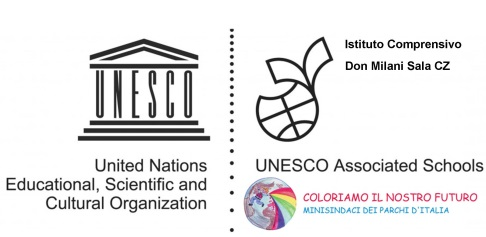 UNESCO
United Nations
Educational, Scientific and
Cultural Organization
Istituto Comprensivo
Don Milani Sala CZ
UNESCO Associated Schools
COLORIAMO IL NOSTRO FUTURO
MINISINDACI DEI PARCHI D'ITALIA